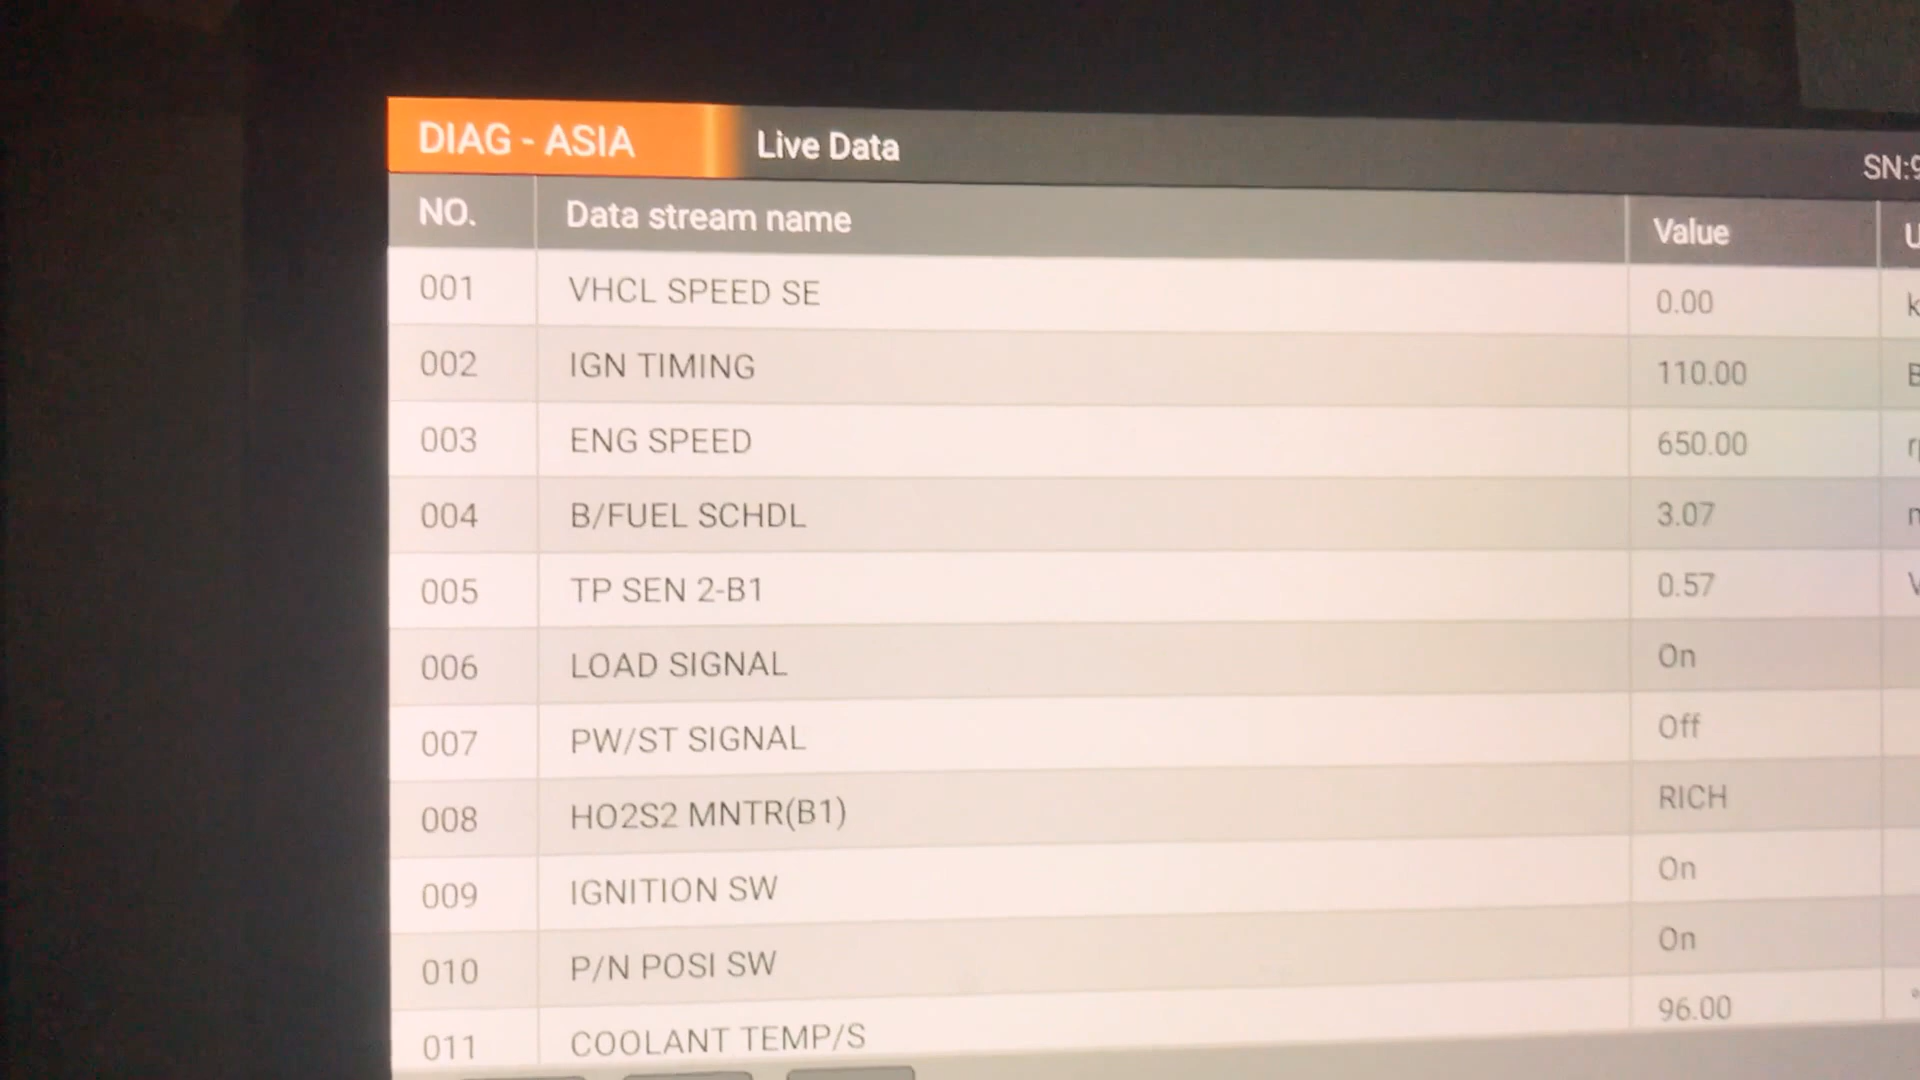 DIAG - ASIA Live Data SN:9
NO. Data stream name Value U
001 VHCL SPEED SE 0.00 k
002 IGN TIMING 110.00 B
003 ENG SPEED 650.00 r
004 B/FUEL SCHDL 3.07 m
005 TP SEN 2-B1 0.57 V
006 LOAD SIGNAL On
007 PW/ST SIGNAL Off
008 HO2S2 MNTR(B1) RICH
009 IGNITION SW On
010 P/N POSI SW On
011 COOLANT TEMP/S 96.00 °